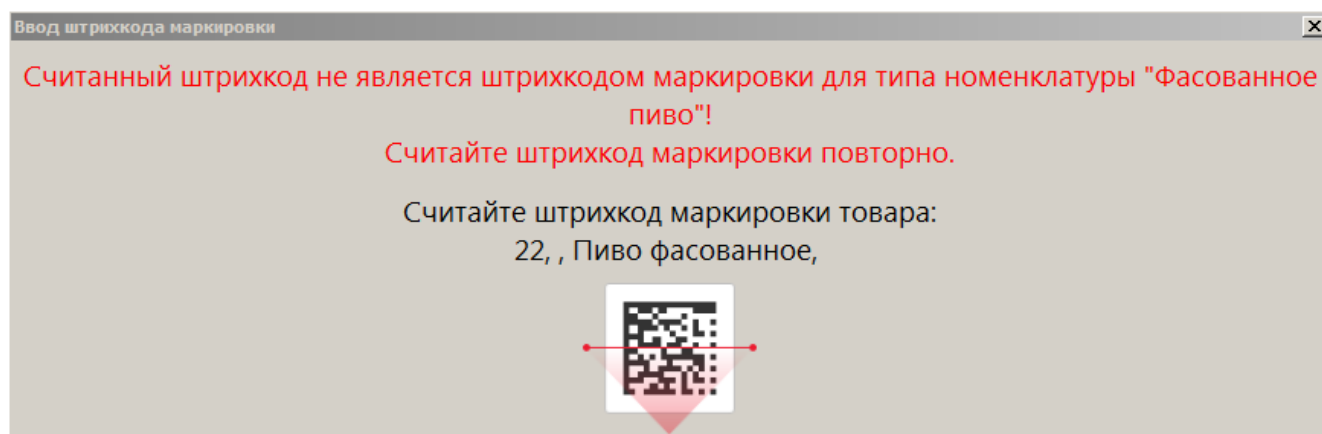 Ввод штрихкода маркировки
Считанный штрихкод не является штрихкодом маркировки для типа номенклатуры "Фасованное
пиво"!
Считайте штрихкод маркировки повторно.
Считайте штрихкод маркировки товара:
22, , Пиво фасованное,